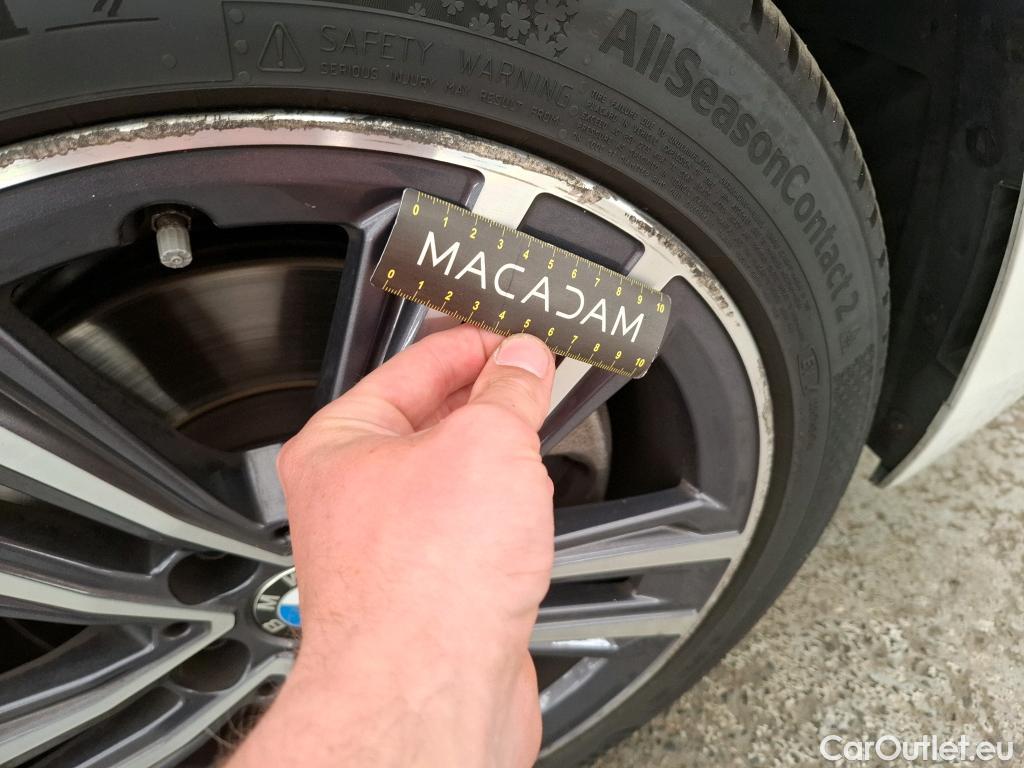 SAFETY WARNING
SERIOUS INJURY MAY RESULT FROM
AllSeasonContact 2
0 1 2 3 4 5 6 7 8 9 10
MACADAM
0 1 2 3 4 5 6 7 8 9 10
BMW
CarOutlet.eu